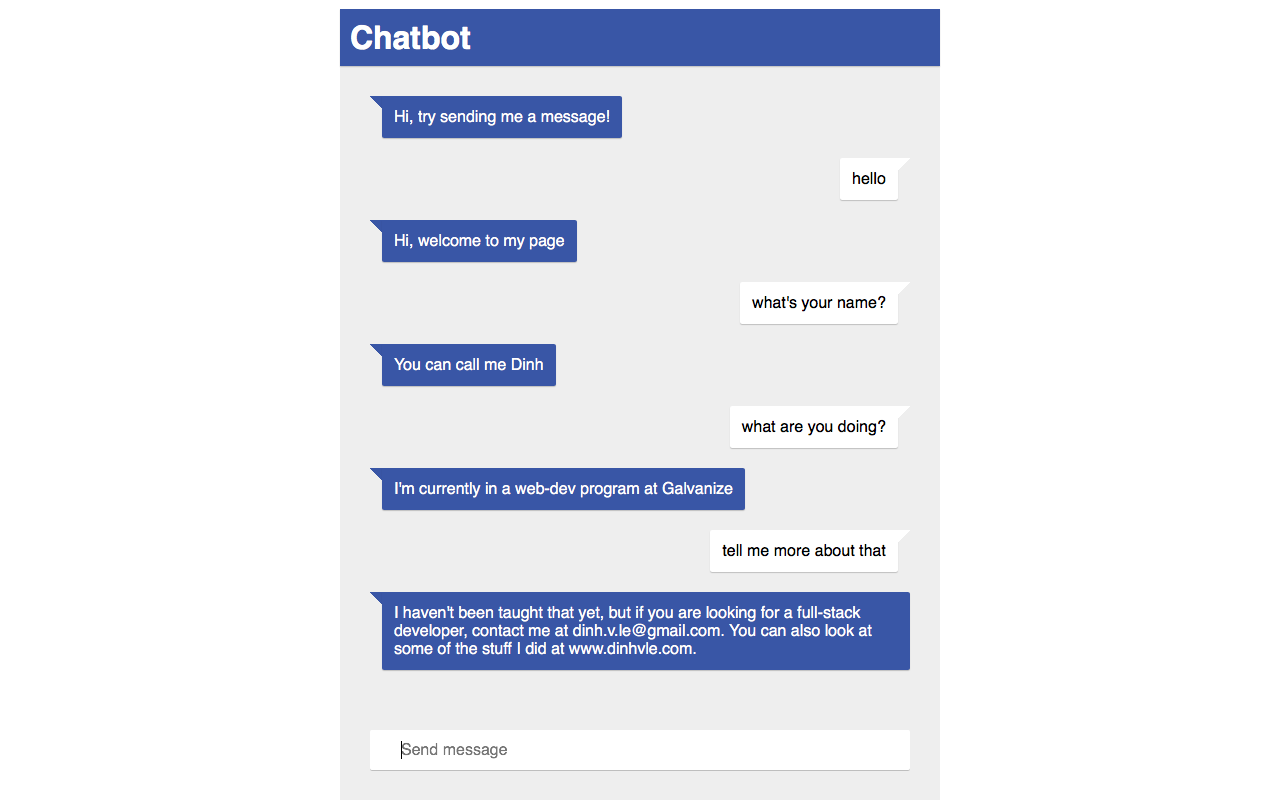 Chatbot
Hi, try sending me a message!
hello
Hi, welcome to my page
what's your name?
You can call me Dinh
what are you doing?
I'm currently in a web-dev program at Galvanize
tell me more about that
I haven't been taught that yet, but if you are looking for a full-stack
developer, contact me at dinh.v.le@gmail.com. You can also look at
some of the stuff I did at www.dinhvle.com.
Send message